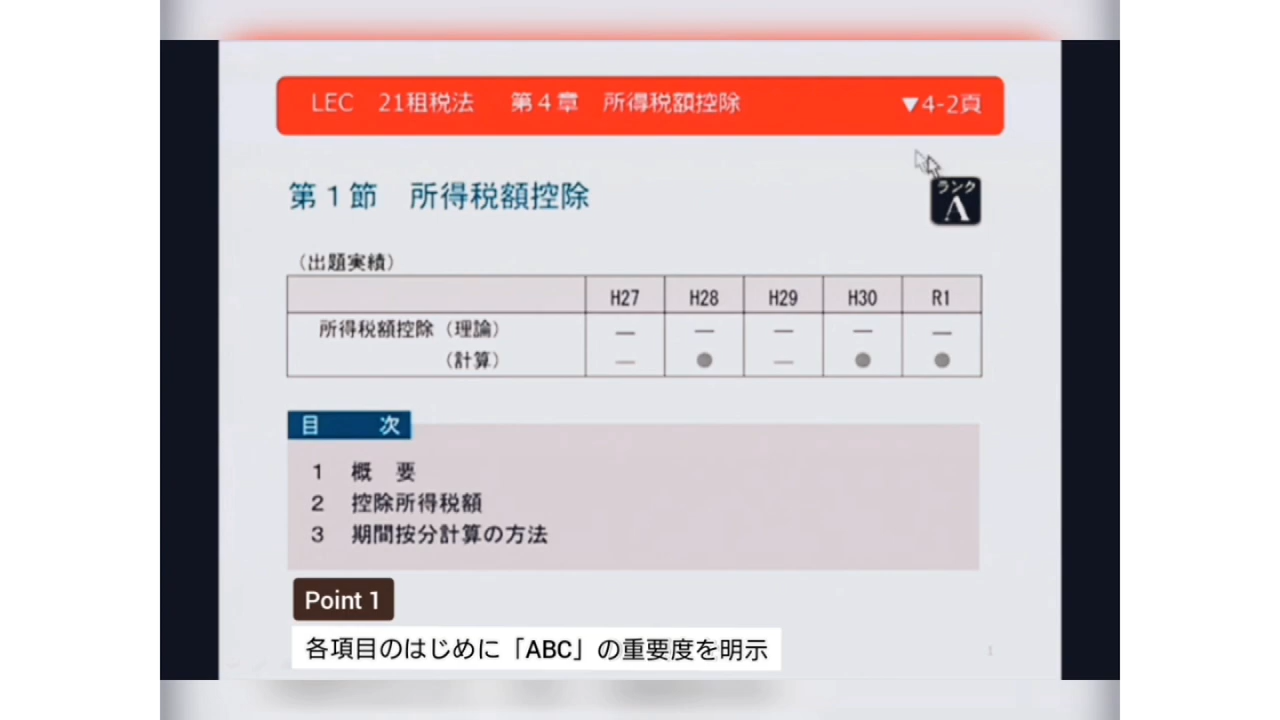 LEC 21租税法 第4章 所得税額控除 ▼4-2頁
第1節 所得税額控除
ランク
A
（出題実績）
H27 H28 H29 H30 R1
所得税額控除（理論） — — — — —
（計算） — ● — ● ●
目 次
1 概 要
2 控除所得税額
3 期間按分計算の方法
Point 1
各項目のはじめに「ABC」の重要度を明示
1